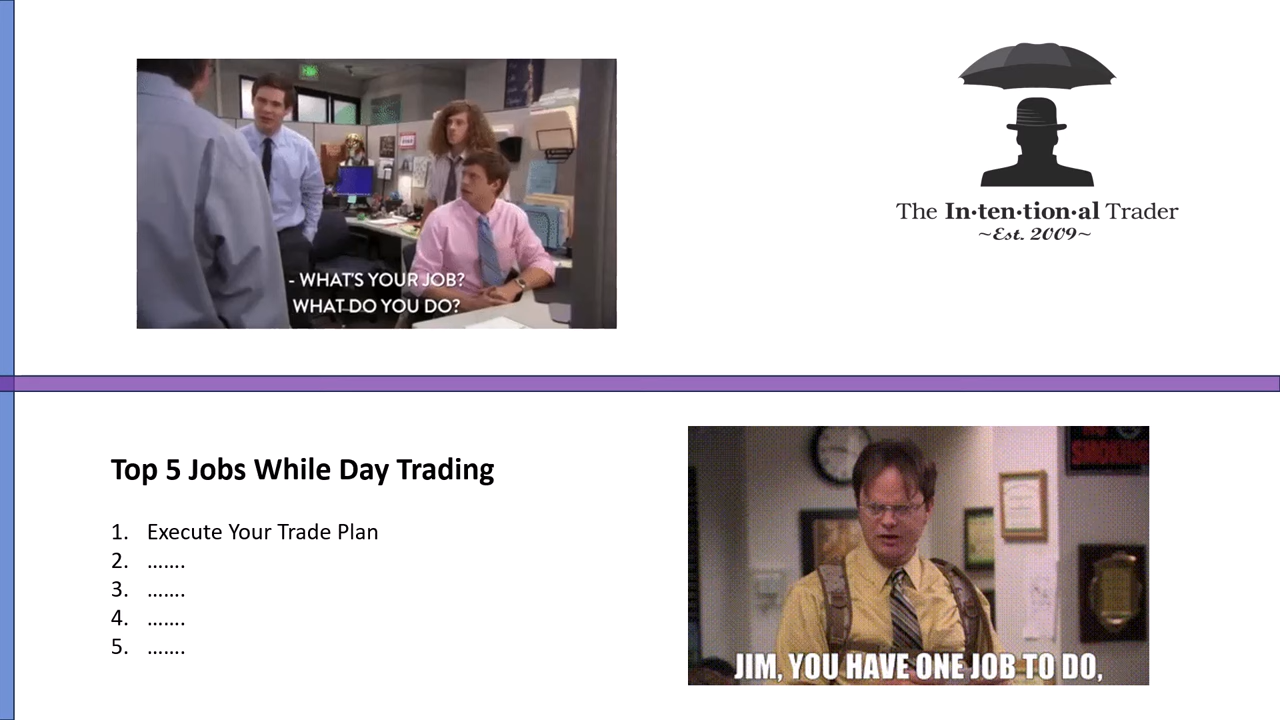 - WHAT'S YOUR JOB?
WHAT DO YOU DO?
The In·ten·tion·al Trader
~Est. 2009~
Top 5 Jobs While Day Trading
1. Execute Your Trade Plan
2. .......
3. .......
4. .......
5. .......
SMOKING
JIM, YOU HAVE ONE JOB TO DO,